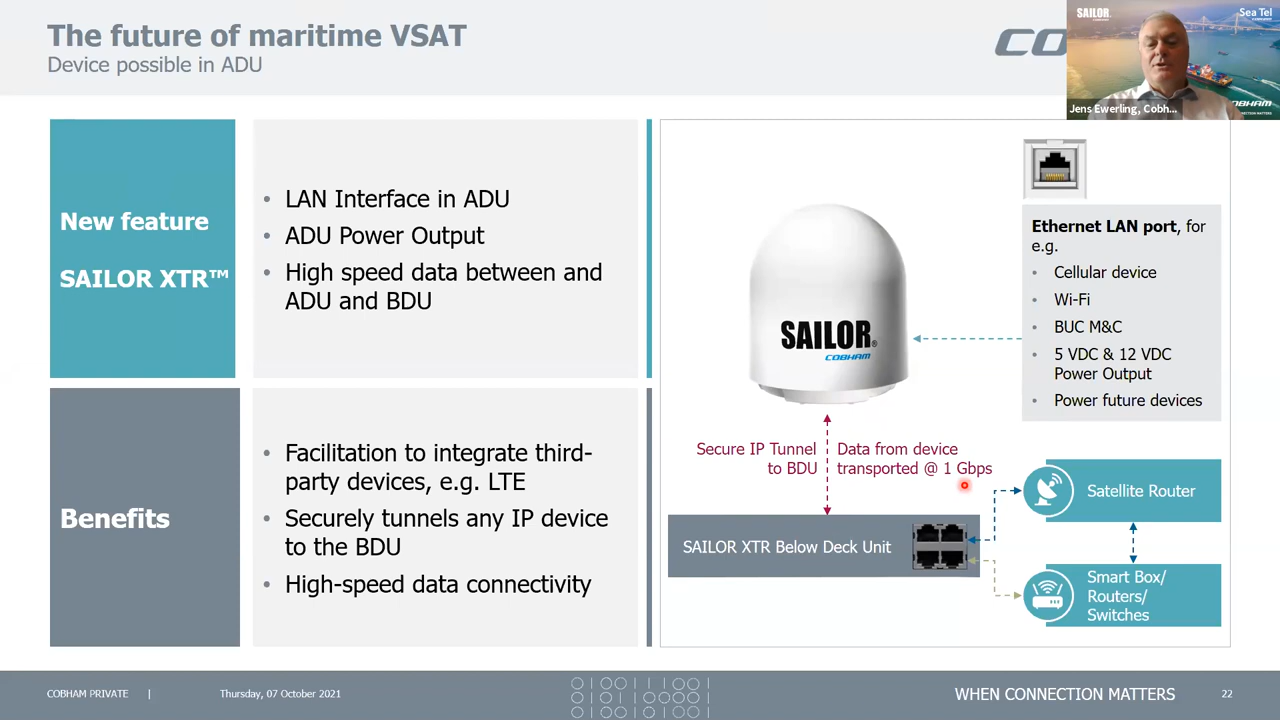 The future of maritime VSAT
Device possible in ADU
SAILOR
Sea Tel
Jens Ewerling, Cobh...
COBHAM
New feature
SAILOR XTR™
• LAN Interface in ADU
• ADU Power Output
• High speed data between and
ADU and BDU
Benefits
• Facilitation to integrate third-
party devices, e.g. LTE
• Securely tunnels any IP device
to the BDU
• High-speed data connectivity
SAILOR®
COBHAM
Ethernet LAN port, for
e.g.
• Cellular device
• Wi-Fi
• BUC M&C
• 5 VDC & 12 VDC
Power Output
• Power future devices
Secure IP Tunnel
to BDU
Data from device
transported @ 1 Gbps
SAILOR XTR Below Deck Unit
Satellite Router
Smart Box/
Routers/
Switches
COBHAM PRIVATE | Thursday, 07 October 2021
WHEN CONNECTION MATTERS 22